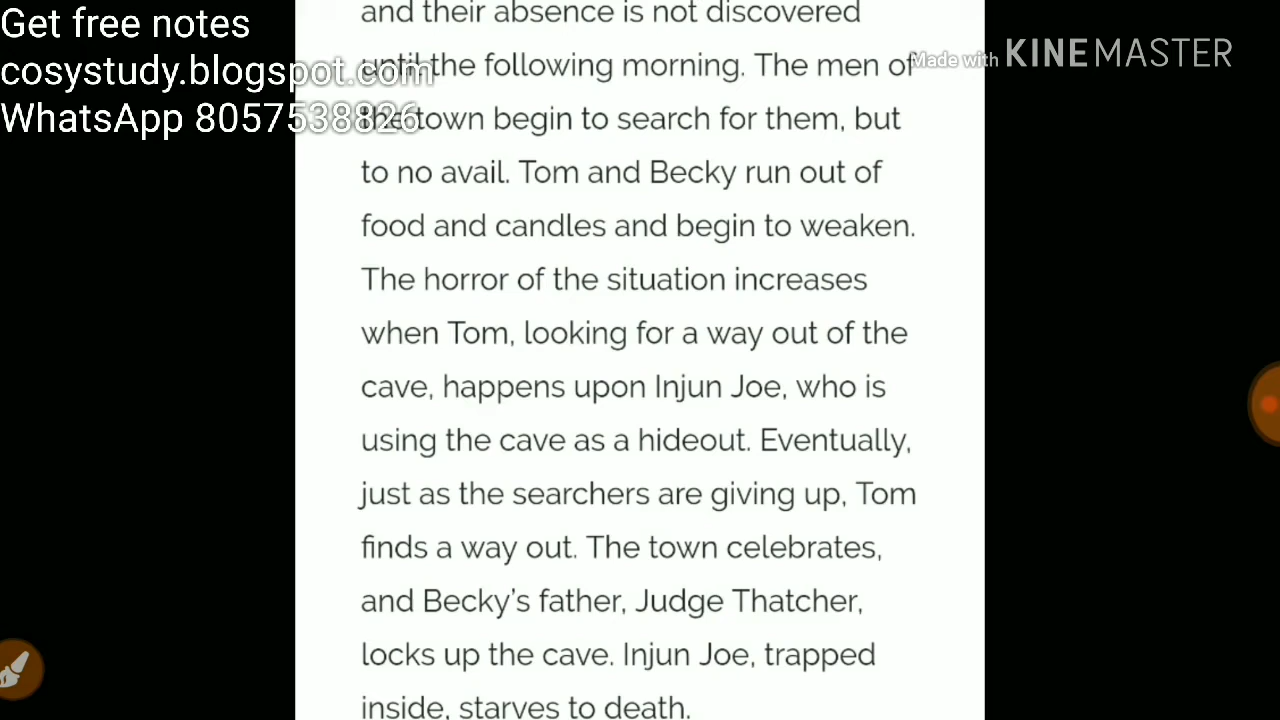 Get free notes
cosystudy.blogspot.com
WhatsApp 8057538826
Made with KINEMASTER
and their absence is not discovered
until the following morning. The men of
the town begin to search for them, but
to no avail. Tom and Becky run out of
food and candles and begin to weaken.
The horror of the situation increases
when Tom, looking for a way out of the
cave, happens upon Injun Joe, who is
using the cave as a hideout. Eventually,
just as the searchers are giving up, Tom
finds a way out. The town celebrates,
and Becky’s father, Judge Thatcher,
locks up the cave. Injun Joe, trapped
inside, starves to death.